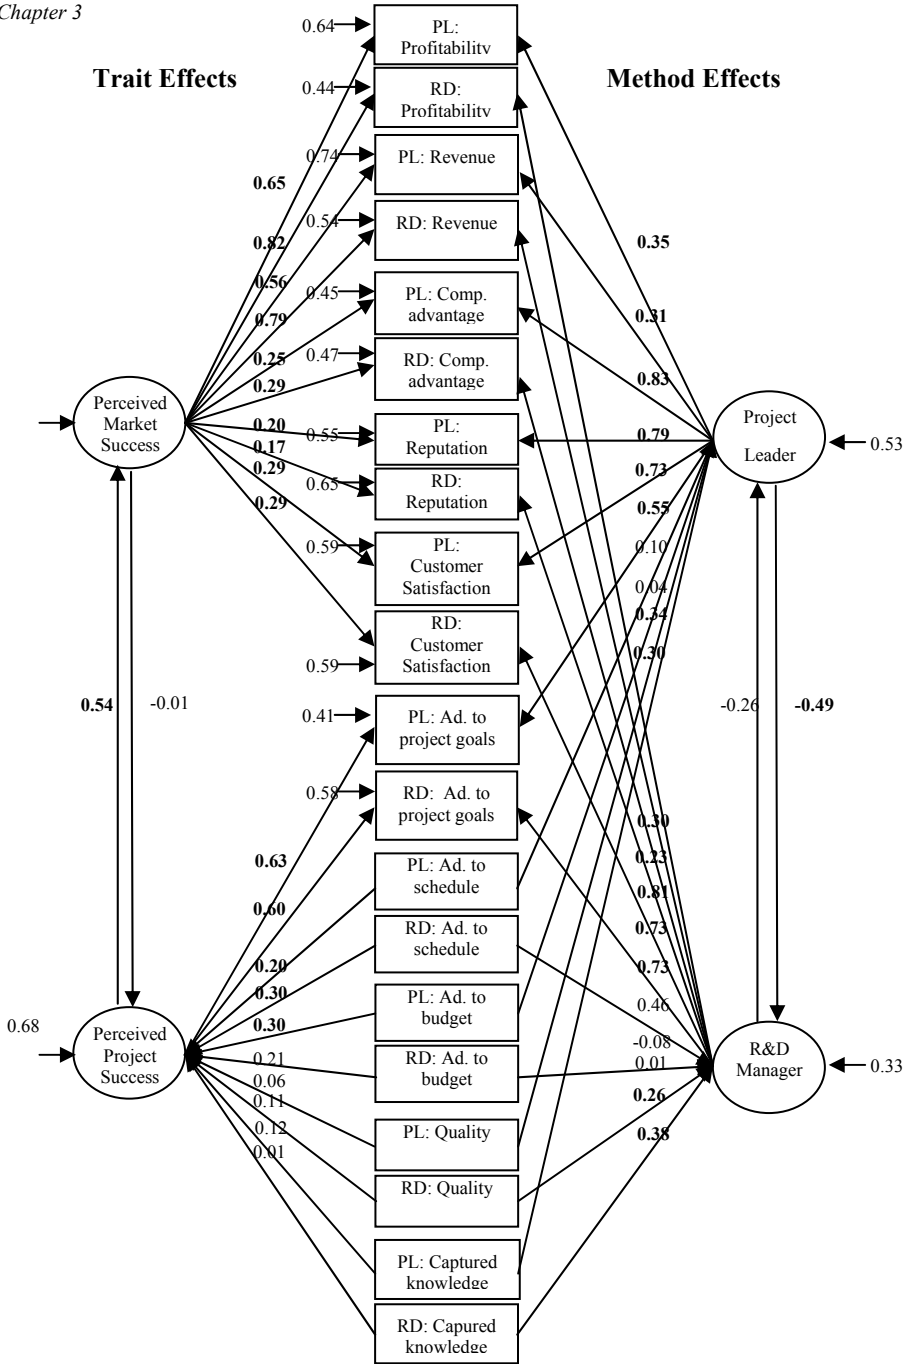 Chapter 3
Trait Effects
Method Effects
0.64
PL:
Profitability
0.44
RD:
Profitability
0.74
PL: Revenue
0.54
RD: Revenue
0.45
PL: Comp.
advantage
0.47
RD: Comp.
advantage
0.55
PL:
Reputation
0.65
RD:
Reputation
0.59
PL:
Customer
Satisfaction
0.59
RD:
Customer
Satisfaction
0.41
PL: Ad. to
project goals
0.58
RD: Ad. to
project goals
PL: Ad. to
schedule
RD: Ad. to
schedule
PL: Ad. to
budget
RD: Ad. to
budget
PL: Quality
RD: Quality
PL: Captured
knowledge
RD: Capured
knowledge
0.65
0.82
0.56
0.79
0.25
0.29
0.20
0.17
0.29
0.29
Perceived
Market
Success
0.54
-0.01
0.63
0.60
0.20
0.30
0.30
0.21
0.06
0.11
0.12
0.01
0.68
Perceived
Project
Success
0.35
0.31
0.83
0.79
0.73
0.55
0.10
0.04
0.34
0.30
Project
Leader
0.53
-0.26
-0.49
0.30
0.23
0.81
0.73
0.73
0.46
-0.08
0.01
0.26
0.38
R&D
Manager
0.33